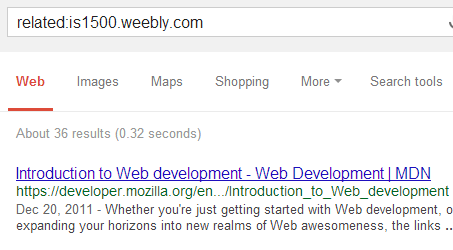 related:is1500.weebly.com
Web Images Maps Shopping More Search tools
About 36 results (0.32 seconds)
Introduction to Web development - Web Development | MDN
https://developer.mozilla.org/en.../Introduction_to_Web_development
Dec 20, 2011 - Whether you're just getting started with Web development, o
expanding your horizons into new realms of Web awesomeness, the links ..